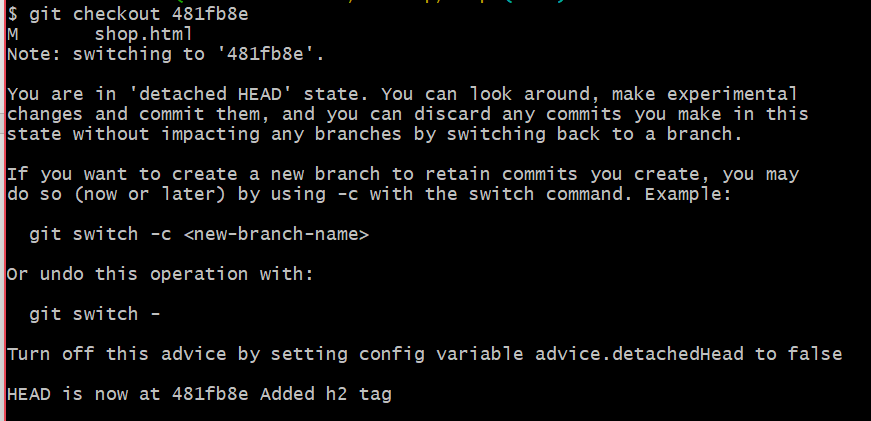 $ git checkout 481fb8e
M       shop.html
Note: switching to '481fb8e'.

You are in 'detached HEAD' state. You can look around, make experimental
changes and commit them, and you can discard any commits you make in this
state without impacting any branches by switching back to a branch.

If you want to create a new branch to retain commits you create, you may
do so (now or later) by using -c with the switch command. Example:

  git switch -c <new-branch-name>

Or undo this operation with:

  git switch -

Turn off this advice by setting config variable advice.detachedHead to false

HEAD is now at 481fb8e Added h2 tag